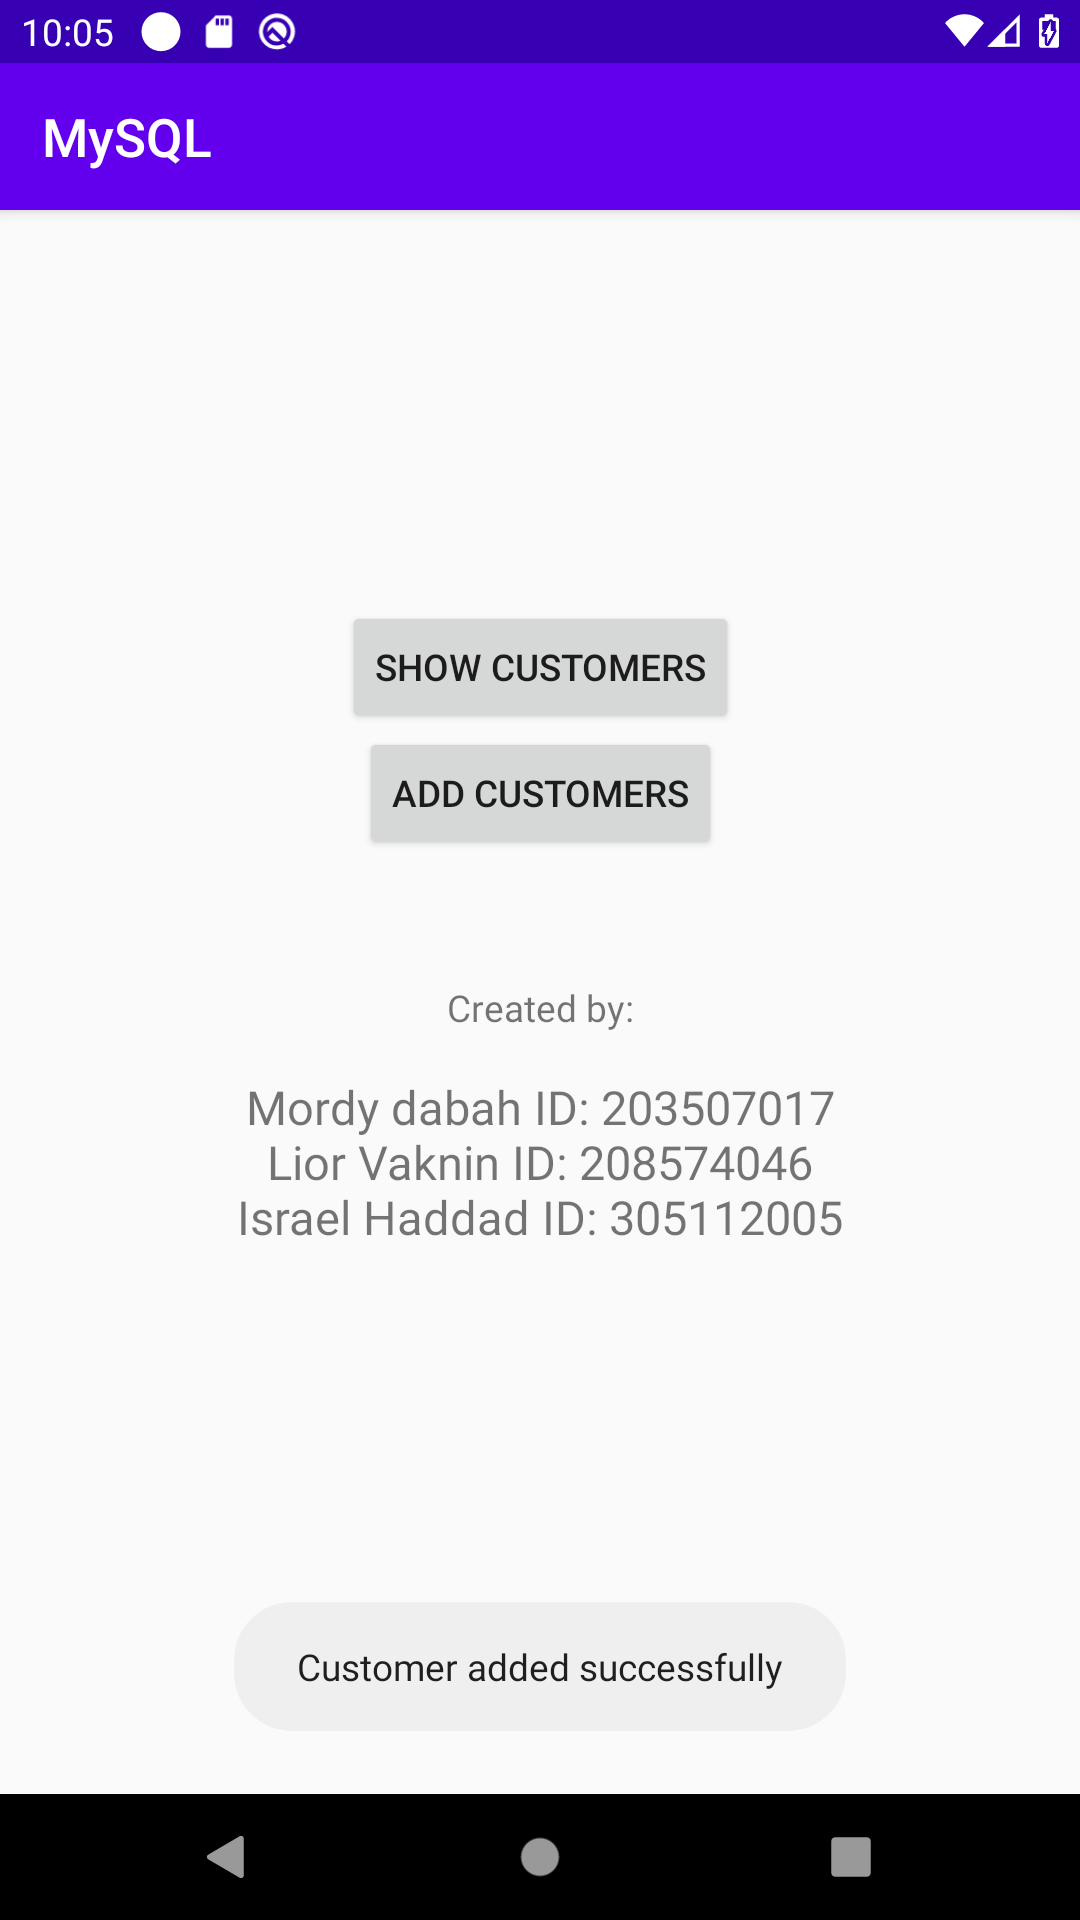 10:05
MySQL
SHOW CUSTOMERS
ADD CUSTOMERS
Created by:
Mordy dabah ID: 203507017
Lior Vaknin ID: 208574046
Israel Haddad ID: 305112005
Customer added successfully